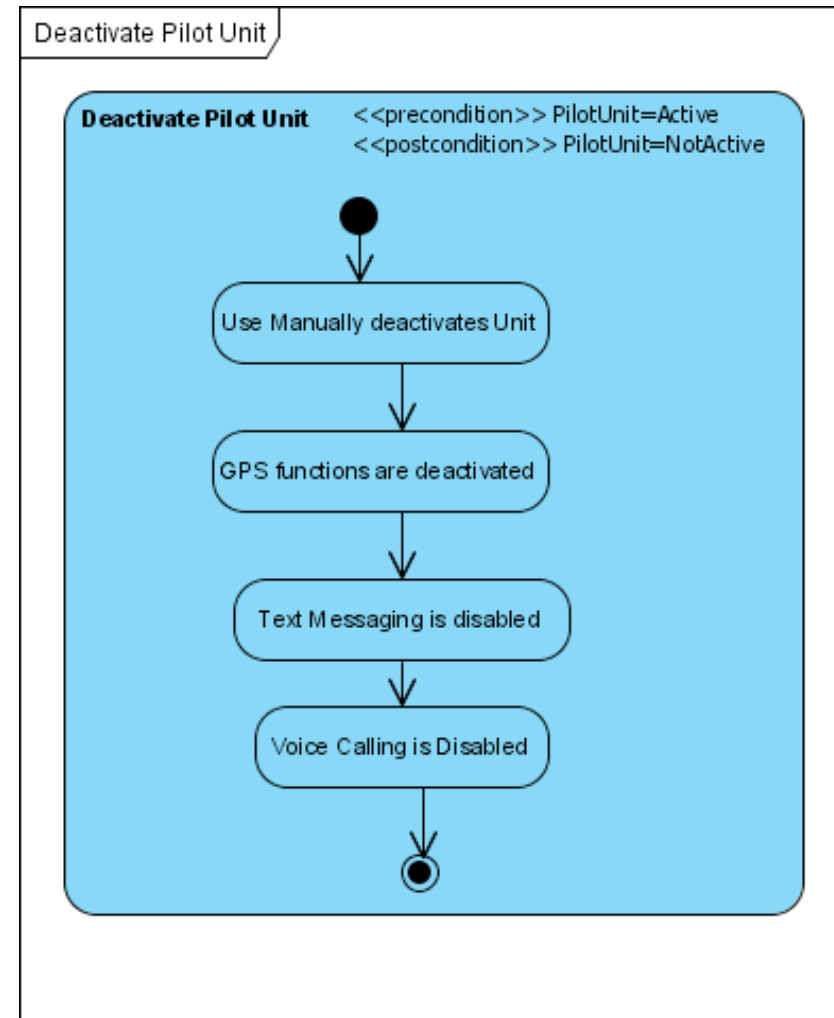 Deactivate Pilot Unit
Deactivate Pilot Unit <<precondition>> PilotUnit=Active
<<postcondition>> PilotUnit=NotActive
Use Manually deactivates Unit
GPS functions are deactivated
Text Messaging is disabled
Voice Calling is Disabled